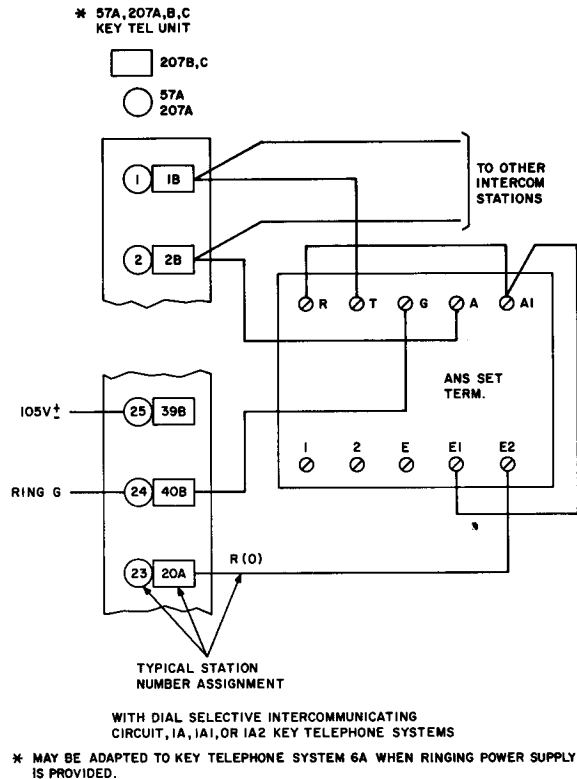 * 57A, 207A, B, C
KEY TEL UNIT
207B, C
57A
207A
1 1B
TO OTHER
INTERCOM
STATIONS
2 2B
R T G A A1
ANS SET
TERM.
105V± 25 39B
1 2 E E1 E2
RING G 24 40B
*
R (0)
23 20A
TYPICAL STATION
NUMBER ASSIGNMENT
WITH DIAL SELECTIVE INTERCOMMUNICATING
CIRCUIT, 1A, 1A1, OR 1A2 KEY TELEPHONE SYSTEMS
* MAY BE ADAPTED TO KEY TELEPHONE SYSTEM 6A WHEN RINGING POWER SUPPLY
IS PROVIDED.